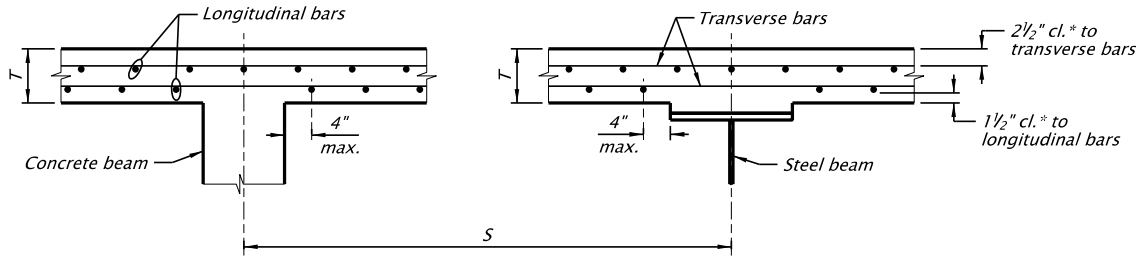 Longitudinal bars
Transverse bars
2½" cl.* to
transverse bars
T
T
4"
max.
4"
max.
1½" cl.* to
longitudinal bars
Concrete beam
Steel beam
S